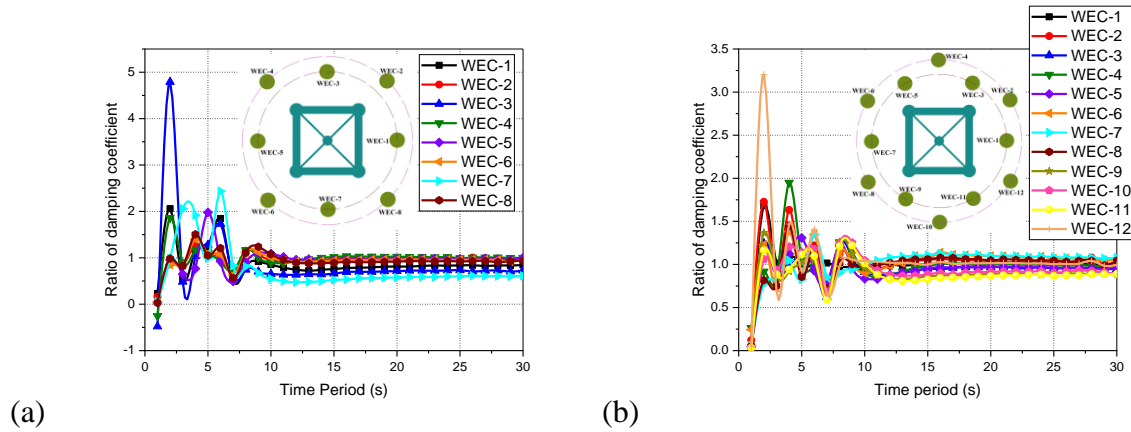 5
4
3
2
1
0
-1
0
5
10
15
20
25
30
Ratio of damping coefficient
Time Period (s)
WEC-1
WEC-2
WEC-3
WEC-4
WEC-5
WEC-6
WEC-7
WEC-8
WEC-4
WEC-2
WEC-3
WEC-5
WEC-1
WEC-6
WEC-7
WEC-8
(a)
3.5
3.0
2.5
2.0
1.5
1.0
0.5
0.0
0
5
10
15
20
25
30
Ratio of damping coefficient
Time period (s)
WEC-1
WEC-2
WEC-3
WEC-4
WEC-5
WEC-6
WEC-7
WEC-8
WEC-9
WEC-10
WEC-11
WEC-12
WEC-4
WEC-6
WEC-5
WEC-3
WEC-2
WEC-7
WEC-1
WEC-8
WEC-9
WEC-11
WEC-12
WEC-10
(b)